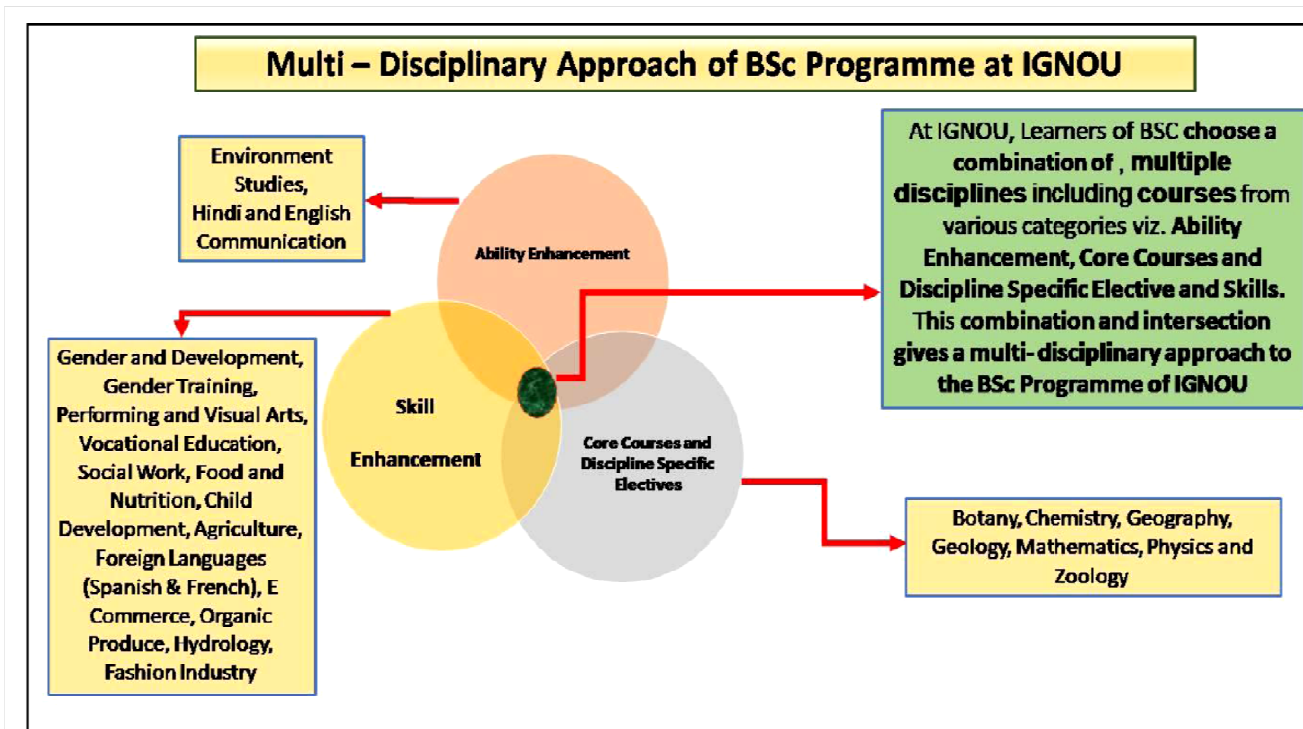 Multi – Disciplinary Approach of BSc Programme at IGNOU
Environment
Studies,
Hindi and English
Communication
Ability Enhancement
At IGNOU, Learners of BSC choose a
combination of , multiple
disciplines including courses from
various categories viz. Ability
Enhancement, Core Courses and
Discipline Specific Elective and Skills.
This combination and intersection
gives a multi- disciplinary approach to
the BSc Programme of IGNOU
Gender and Development,
Gender Training,
Performing and Visual Arts,
Vocational Education,
Social Work, Food and
Nutrition, Child
Development, Agriculture,
Foreign Languages
(Spanish & French), E
Commerce, Organic
Produce, Hydrology,
Fashion Industry
Skill
Enhancement
Core Courses and
Discipline Specific
Electives
Botany, Chemistry, Geography,
Geology, Mathematics, Physics and
Zoology